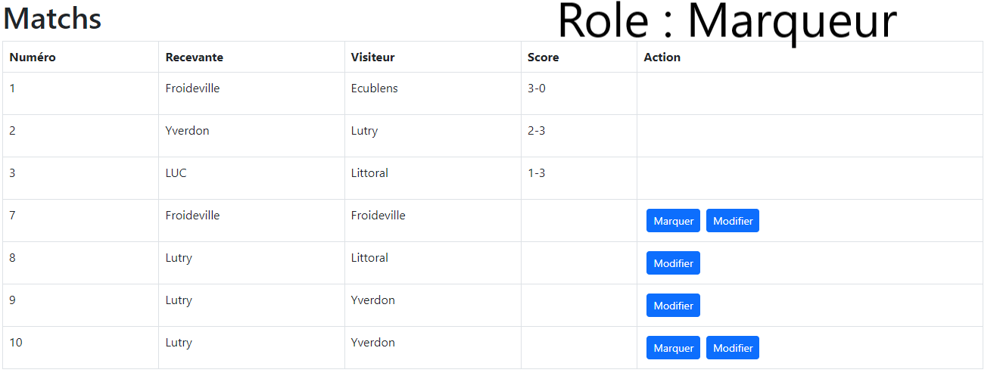 Matchs
Role : Marqueur
Numéro Recevante Visiteur Score Action
1 Froideville Ecublens 3-0
2 Yverdon Lutry 2-3
3 LUC Littoral 1-3
7 Froideville Froideville Marquer Modifier
8 Lutry Littoral Modifier
9 Lutry Yverdon Modifier
10 Lutry Yverdon Marquer Modifier